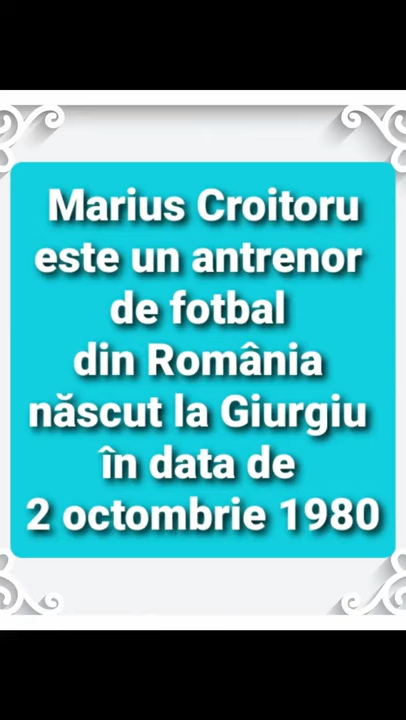 Marius Croitoru
este un antrenor
de fotbal
din România
născut la Giurgiu
în data de
2 octombrie 1980